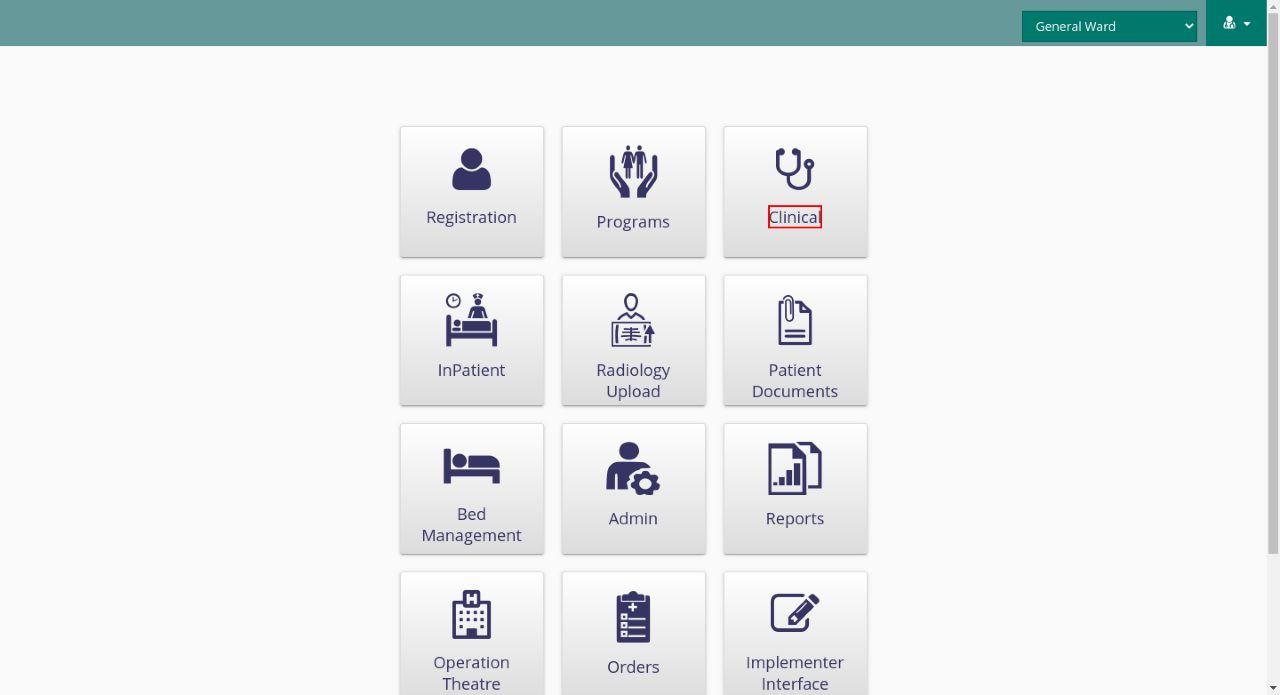 General Ward
Registration
Programs
Clinical
InPatient
Radiology
Upload
Patient
Documents
Bed
Management
Admin
Reports
Operation
Theatre
Orders
Implementer
Interface